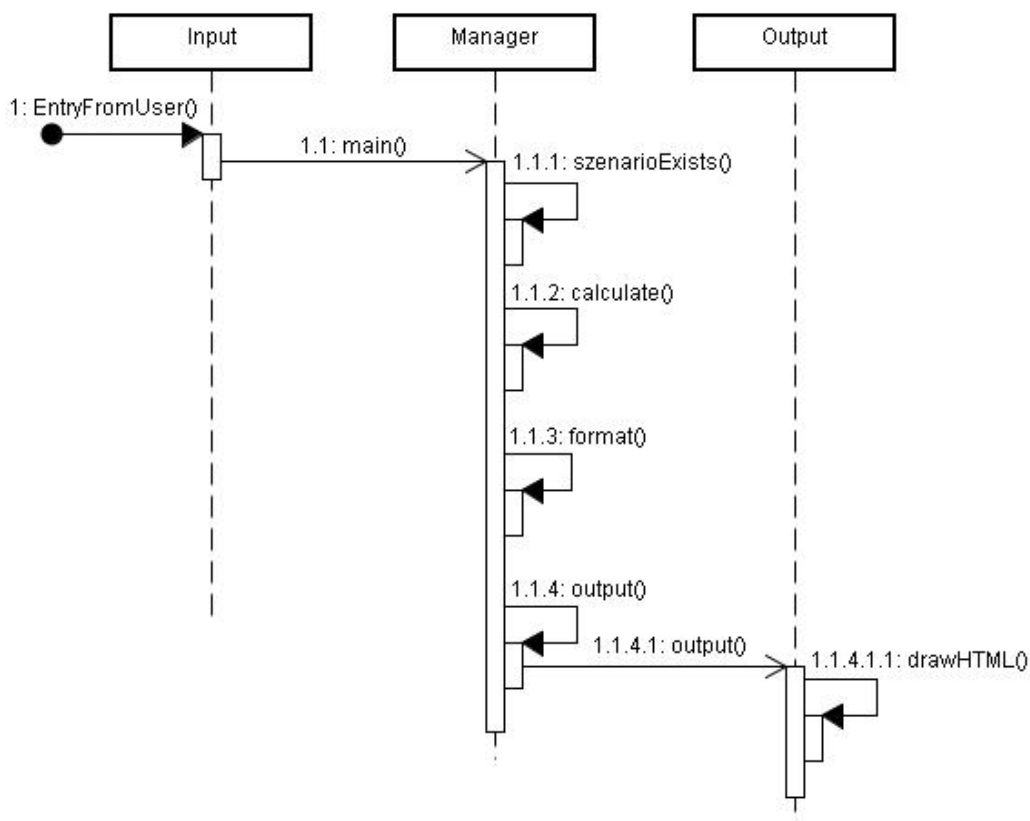 Input
Manager
Output
1: EntryFromUser()
1.1: main()
1.1.1: szenarioExists()
1.1.2: calculate()
1.1.3: format()
1.1.4: output()
1.1.4.1: output()
1.1.4.1.1: drawHTML()